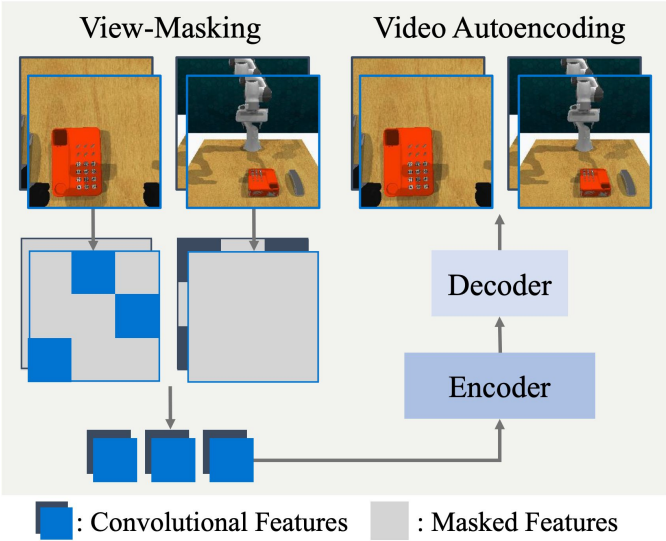 View-Masking
Video Autoencoding
Decoder
Encoder
: Convolutional Features
: Masked Features